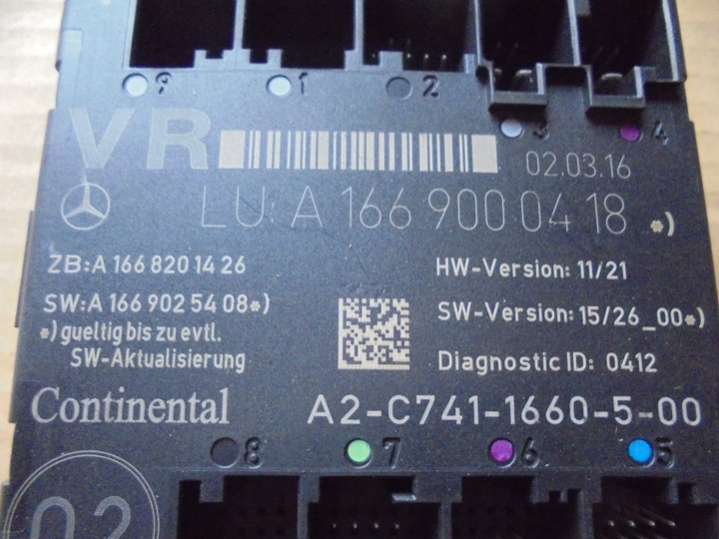 9 1 2
3 4
VR
02.03.16
LU: A 166 900 04 18 *)
ZB:A 166 820 14 26
HW-Version: 11/21
SW:A 166 902 54 08*)
SW-Version: 15/26_00*)
*) gueltig bis zu evtl.
SW-Aktualisierung
Diagnostic ID: 0412
Continental
A2-C741-1660-5-00
8 7 6 5
02